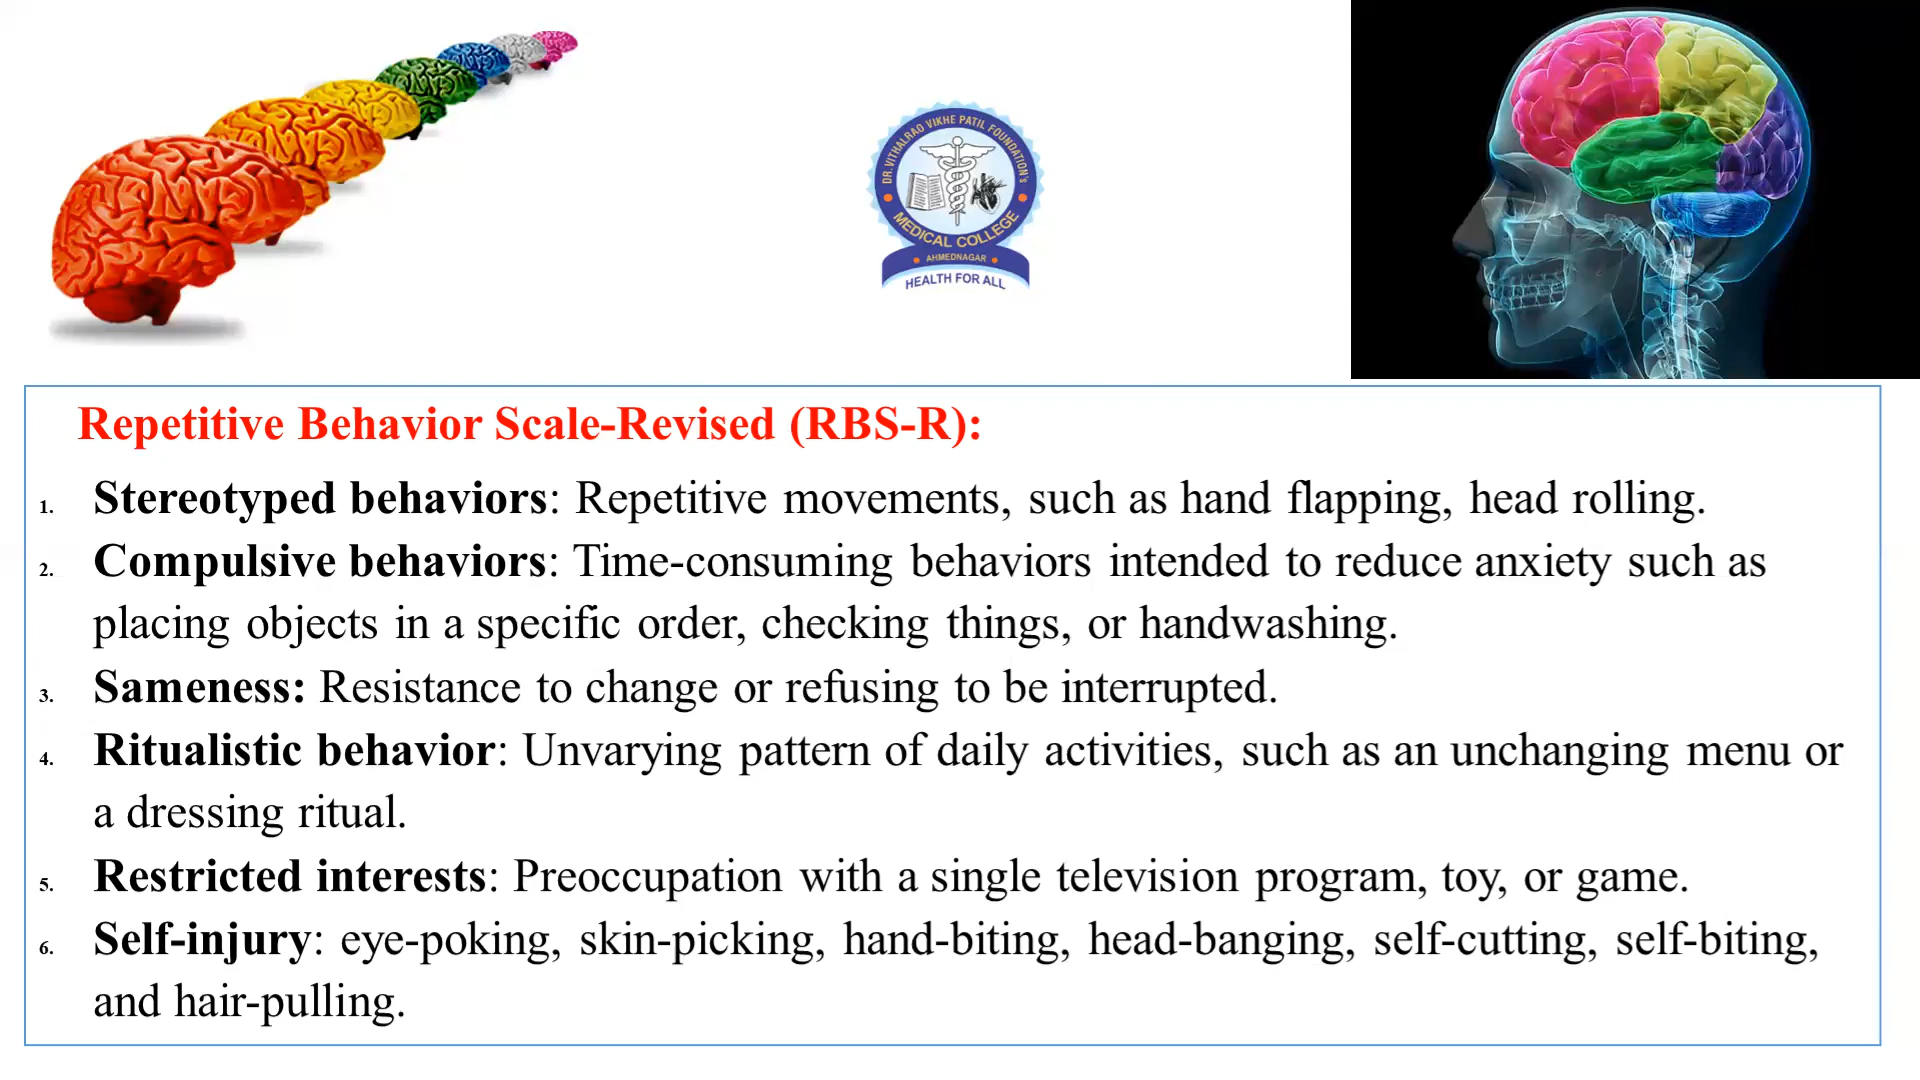 DR. VITHALRAO VIKHE PATIL FOUNDATION's
MEDICAL COLLEGE
AHMEDNAGAR
HEALTH FOR ALL
Repetitive Behavior Scale-Revised (RBS-R):
1. Stereotyped behaviors: Repetitive movements, such as hand flapping, head rolling.
2. Compulsive behaviors: Time-consuming behaviors intended to reduce anxiety such as
placing objects in a specific order, checking things, or handwashing.
3. Sameness: Resistance to change or refusing to be interrupted.
4. Ritualistic behavior: Unvarying pattern of daily activities, such as an unchanging menu or
a dressing ritual.
5. Restricted interests: Preoccupation with a single television program, toy, or game.
6. Self-injury: eye-poking, skin-picking, hand-biting, head-banging, self-cutting, self-biting,
and hair-pulling.